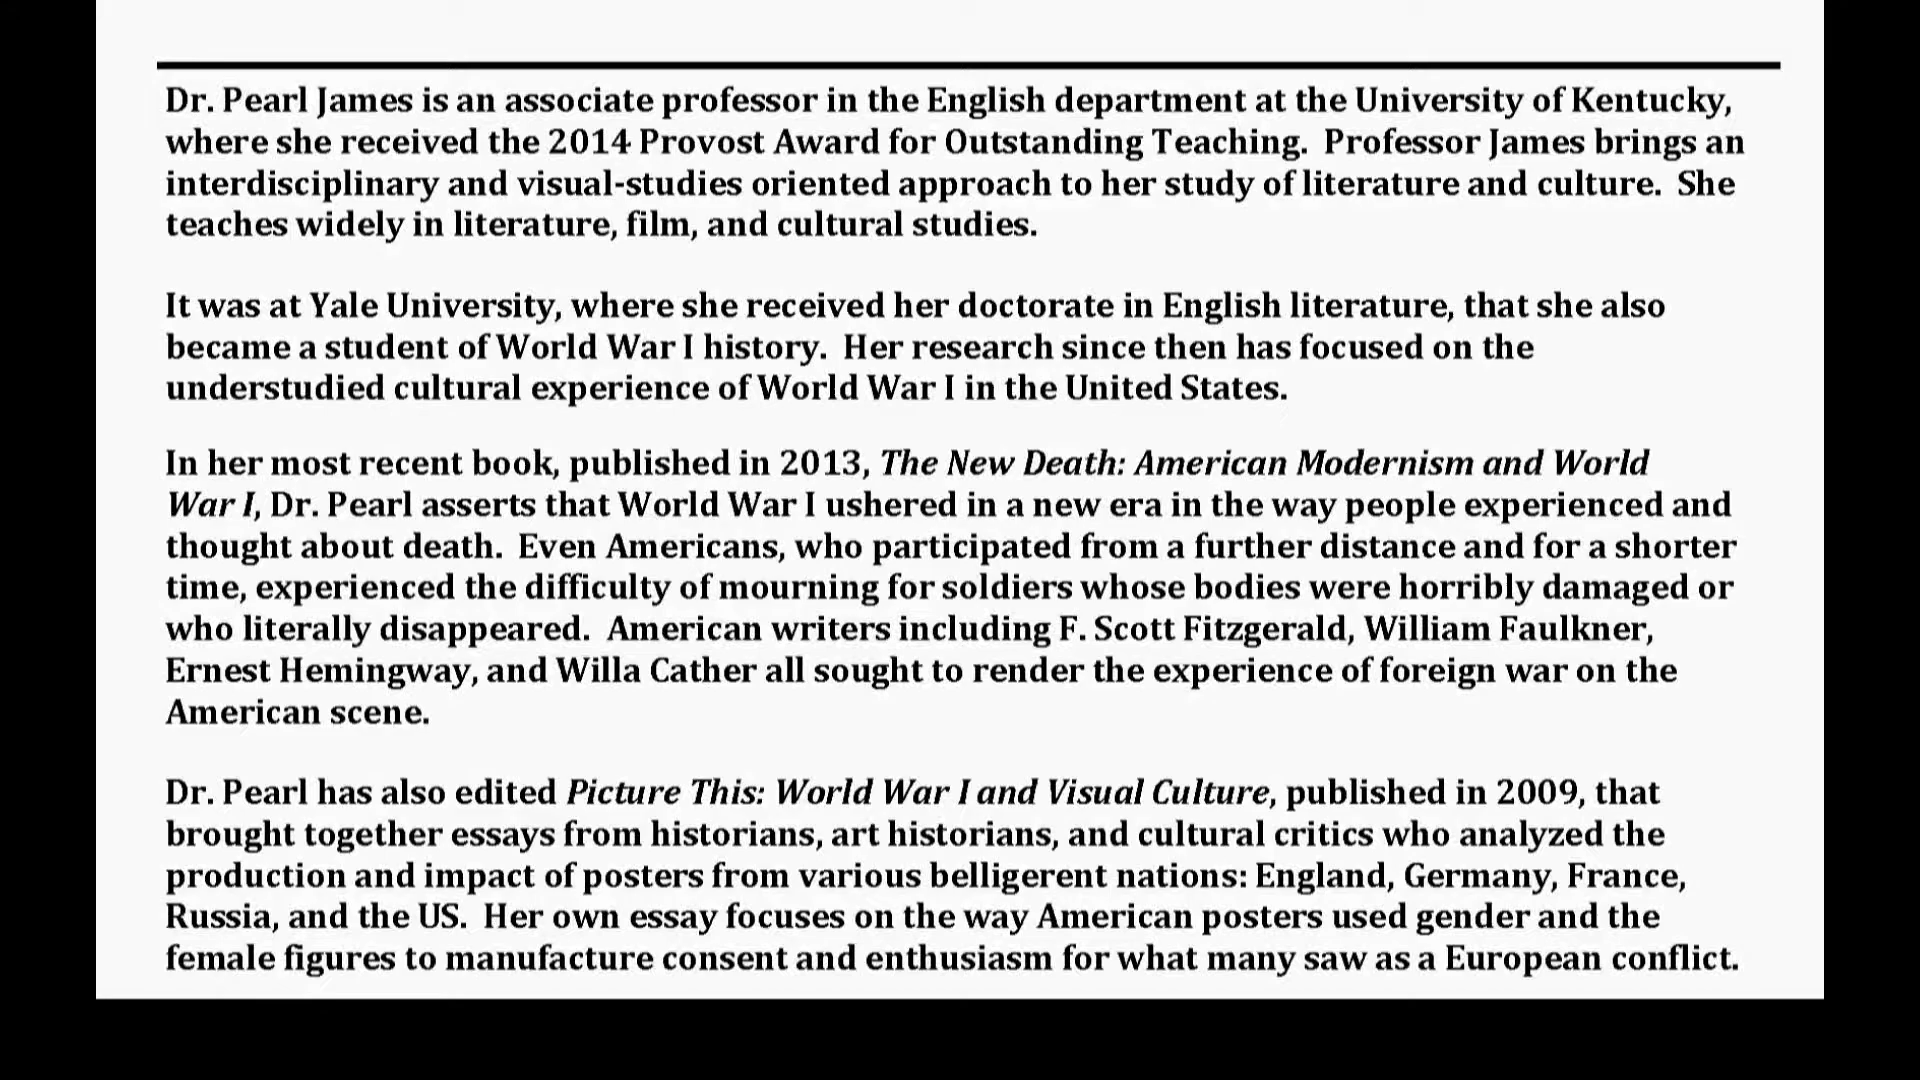 Dr. Pearl James is an associate professor in the English department at the University of Kentucky,
where she received the 2014 Provost Award for Outstanding Teaching.  Professor James brings an
interdisciplinary and visual-studies oriented approach to her study of literature and culture.  She
teaches widely in literature, film, and cultural studies.
It was at Yale University, where she received her doctorate in English literature, that she also
became a student of World War I history.  Her research since then has focused on the
understudied cultural experience of World War I in the United States.
In her most recent book, published in 2013, The New Death: American Modernism and World
War I, Dr. Pearl asserts that World War I ushered in a new era in the way people experienced and
thought about death.  Even Americans, who participated from a further distance and for a shorter
time, experienced the difficulty of mourning for soldiers whose bodies were horribly damaged or
who literally disappeared.  American writers including F. Scott Fitzgerald, William Faulkner,
Ernest Hemingway, and Willa Cather all sought to render the experience of foreign war on the
American scene.
Dr. Pearl has also edited Picture This: World War I and Visual Culture, published in 2009, that
brought together essays from historians, art historians, and cultural critics who analyzed the
production and impact of posters from various belligerent nations: England, Germany, France,
Russia, and the US.  Her own essay focuses on the way American posters used gender and the
female figures to manufacture consent and enthusiasm for what many saw as a European conflict.